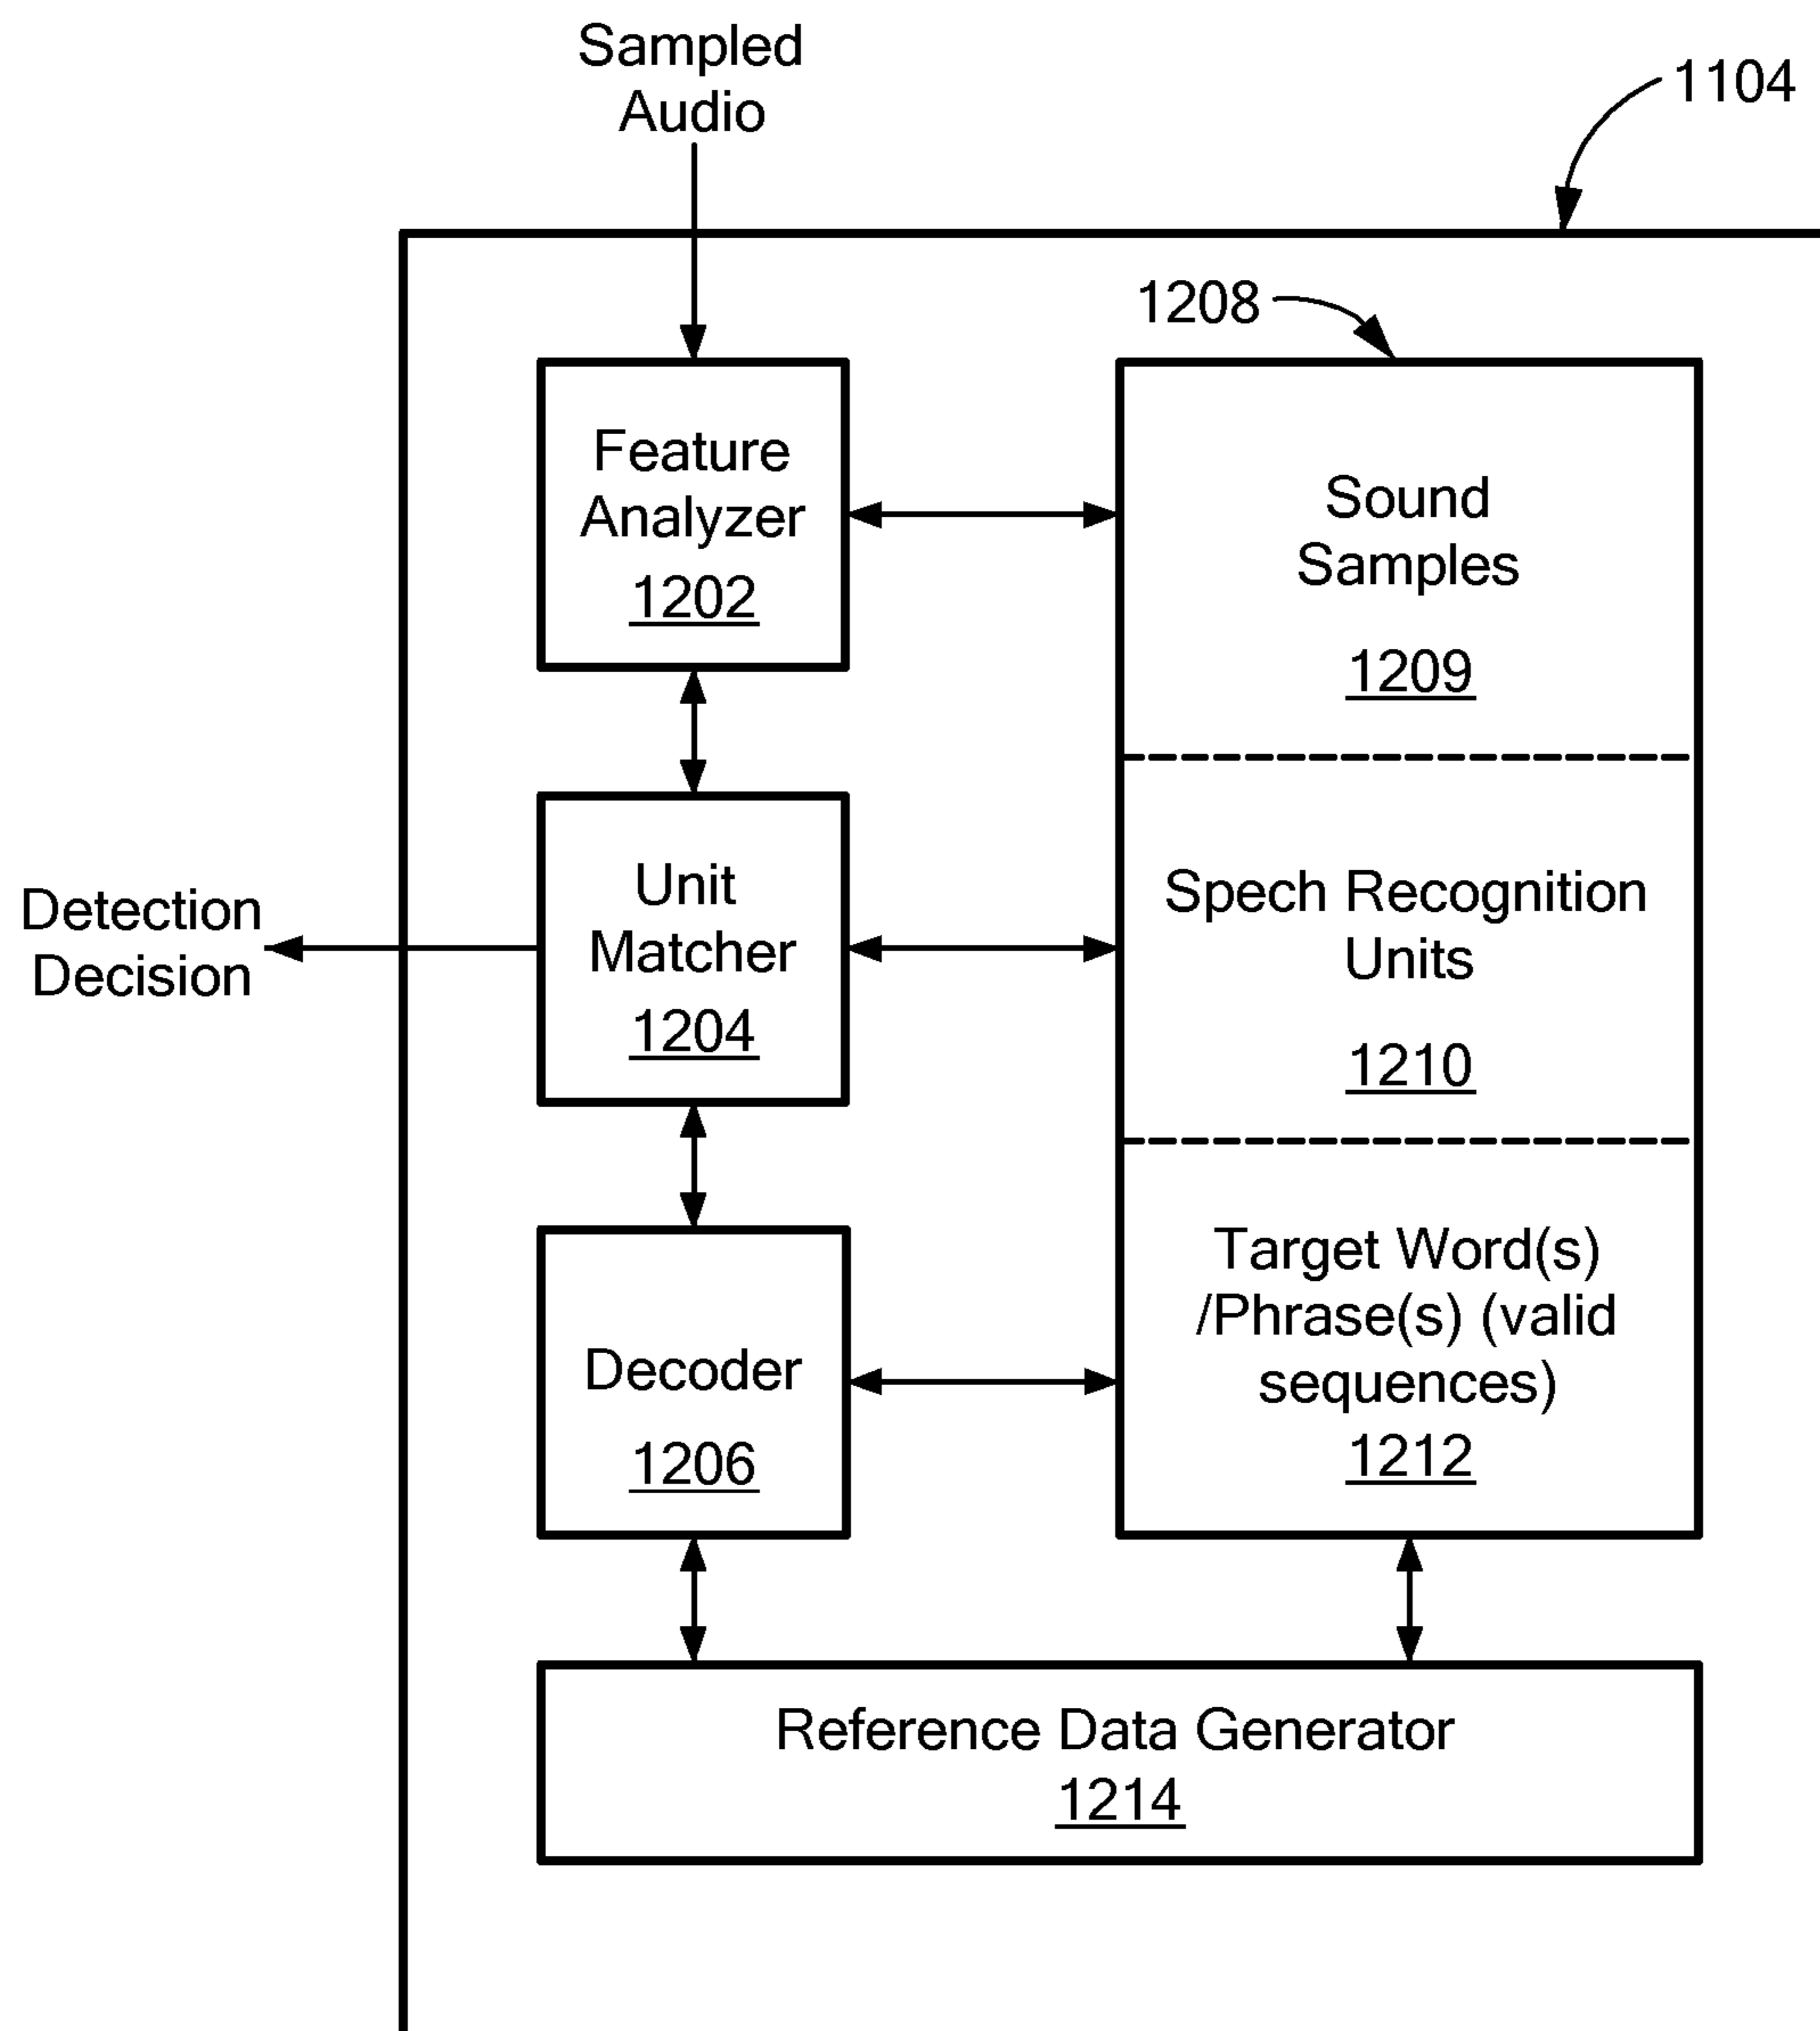 Sampled
Audio
1104
1208
Feature
Analyzer
1202
Sound
Samples
1209
Unit
Matcher
1204
Detection
Decision
Spech Recognition
Units
1210
Decoder
1206
Target Word(s)
/Phrase(s) (valid
sequences)
1212
Reference Data Generator
1214